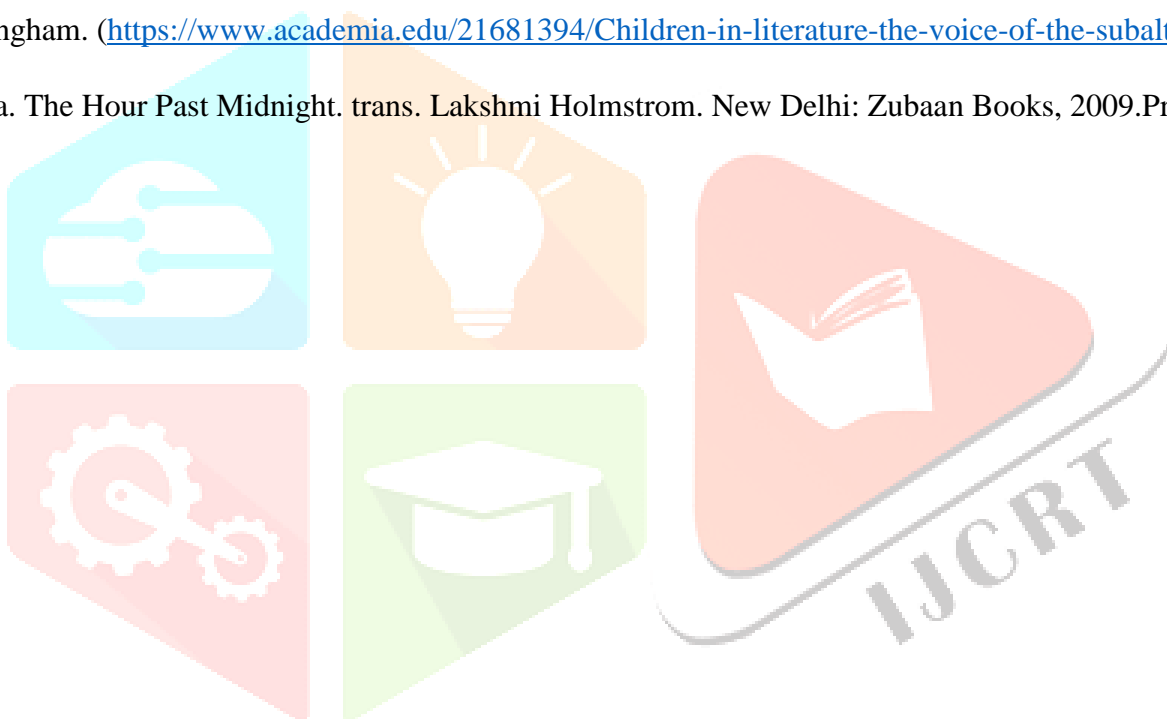 ngham. (https://www.academia.edu/21681394/Children-in-literature-the-voice-of-the-subalt
a. The Hour Past Midnight. trans. Lakshmi Holmstrom. New Delhi: Zubaan Books, 2009.Pr
IJCRT